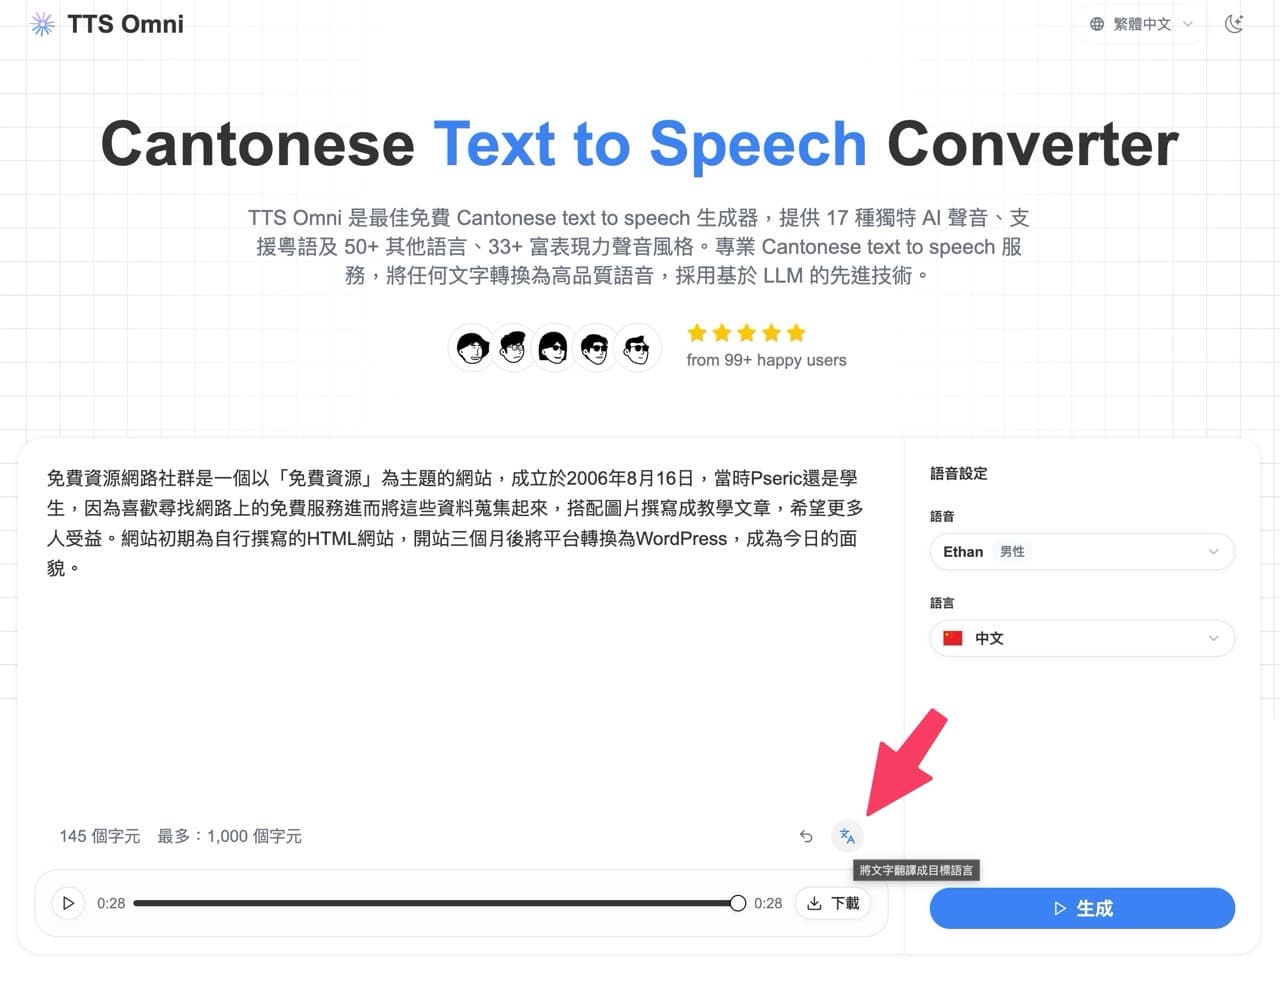 TTS Omni
繁體中文
Cantonese Text to Speech Converter
TTS Omni 是最佳免費 Cantonese text to speech 生成器，提供 17 種獨特 AI 聲音、支
援粵語及 50+ 其他語言、33+ 富表現力聲音風格。專業 Cantonese text to speech 服
務，將任何文字轉換為高品質語音，採用基於 LLM 的先進技術。
from 99+ happy users
免費資源網路社群是一個以「免費資源」為主題的網站，成立於2006年8月16日，當時Pseric還是學
生，因為喜歡尋找網路上的免費服務進而將這些資料蒐集起來，搭配圖片撰寫成教學文章，希望更多
人受益。網站初期為自行撰寫的HTML網站，開站三個月後將平台轉換為WordPress，成為今日的面
貌。
145 個字元 最多：1,000 個字元
將文字翻譯成目標語言
0:28 0:28 下載
語音設定
語音
Ethan 男性
語言
中文
生成